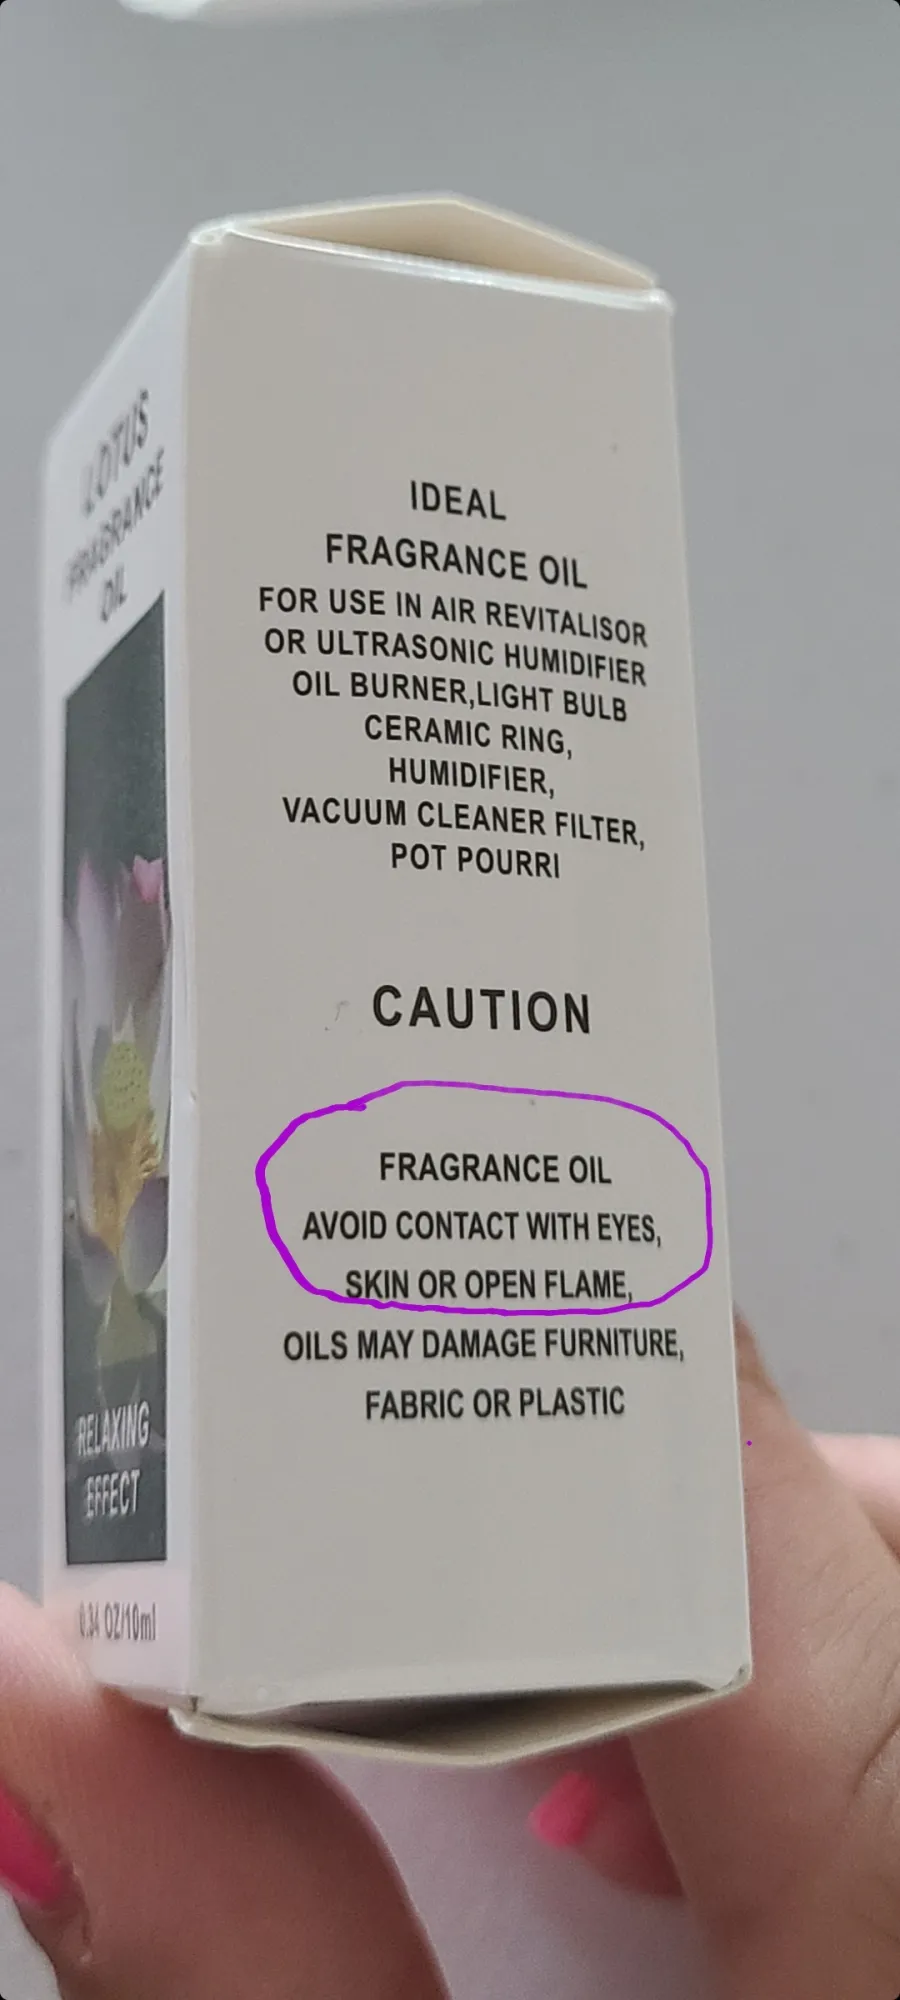 LOTUS
FRAGRANCE
OIL
RELAXING
EFFECT
0.34 OZ/10ml
IDEAL
FRAGRANCE OIL
FOR USE IN AIR REVITALISOR
OR ULTRASONIC HUMIDIFIER
OIL BURNER,LIGHT BULB
CERAMIC RING,
HUMIDIFIER,
VACUUM CLEANER FILTER,
POT POURRI
CAUTION
FRAGRANCE OIL
AVOID CONTACT WITH EYES,
SKIN OR OPEN FLAME,
OILS MAY DAMAGE FURNITURE,
FABRIC OR PLASTIC